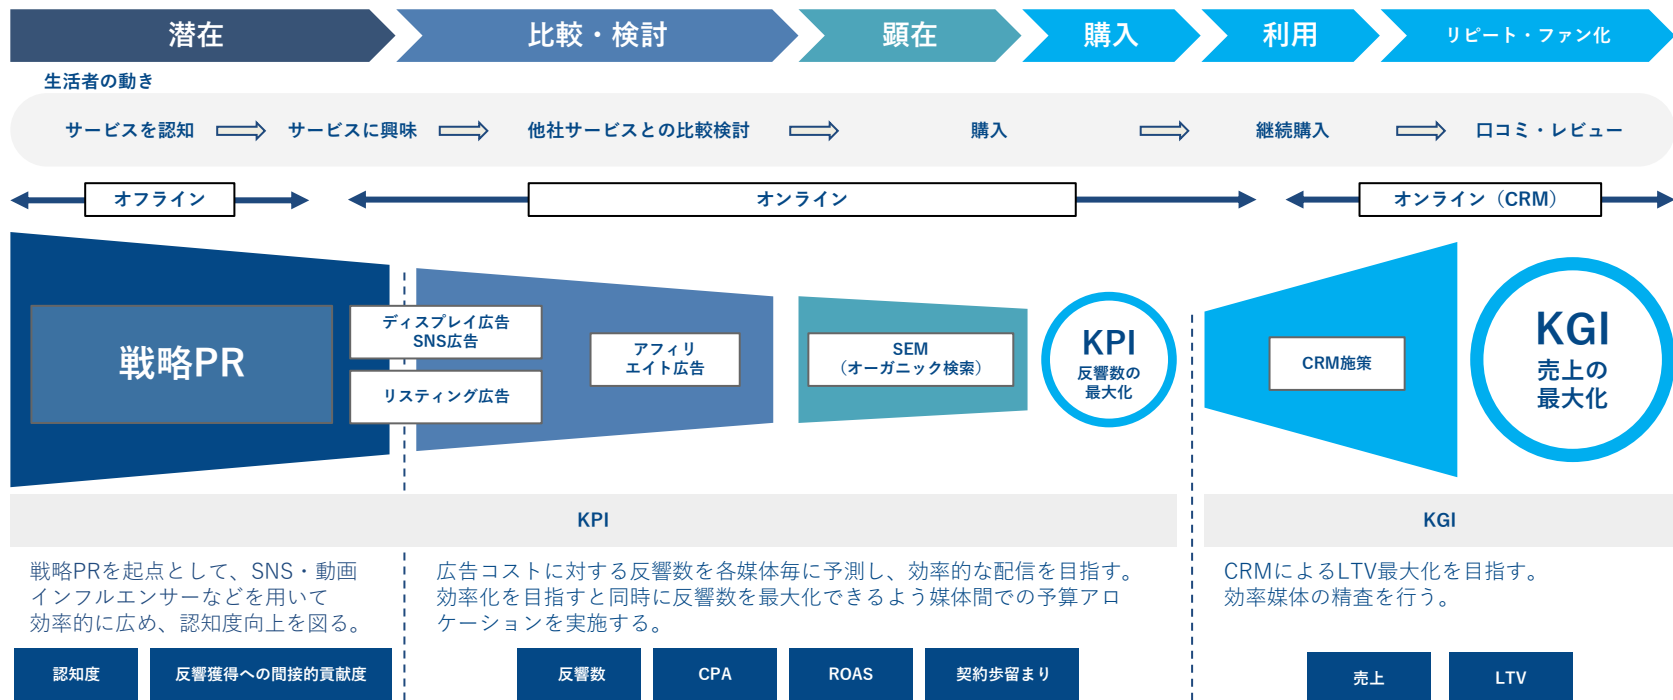 潜在
比較・検討
顕在
購入
利用
リピート・ファン化
生活者の動き
サービスを認知
サービスに興味
他社サービスとの比較検討
購入
継続購入
口コミ・レビュー
オフライン
オンライン
オンライン（CRM）
戦略PR
ディスプレイ広告
SNS広告
リスティング広告
アフィリ
エイト広告
SEM
（オーガニック検索）
KPI
反響数の
最大化
CRM施策
KGI
売上の
最大化
KPI
KGI
戦略PRを起点として、SNS・動画
インフルエンサーなどを用いて
効率的に広め、認知度向上を図る。
広告コストに対する反響数を各媒体毎に予測し、効率的な配信を目指す。
効率化を目指すと同時に反響数を最大化できるよう媒体間での予算アロ
ケーションを実施する。
CRMによるLTV最大化を目指す。
効率媒体の精査を行う。
認知度
反響獲得への間接的貢献度
反響数
CPA
ROAS
契約歩留まり
売上
LTV